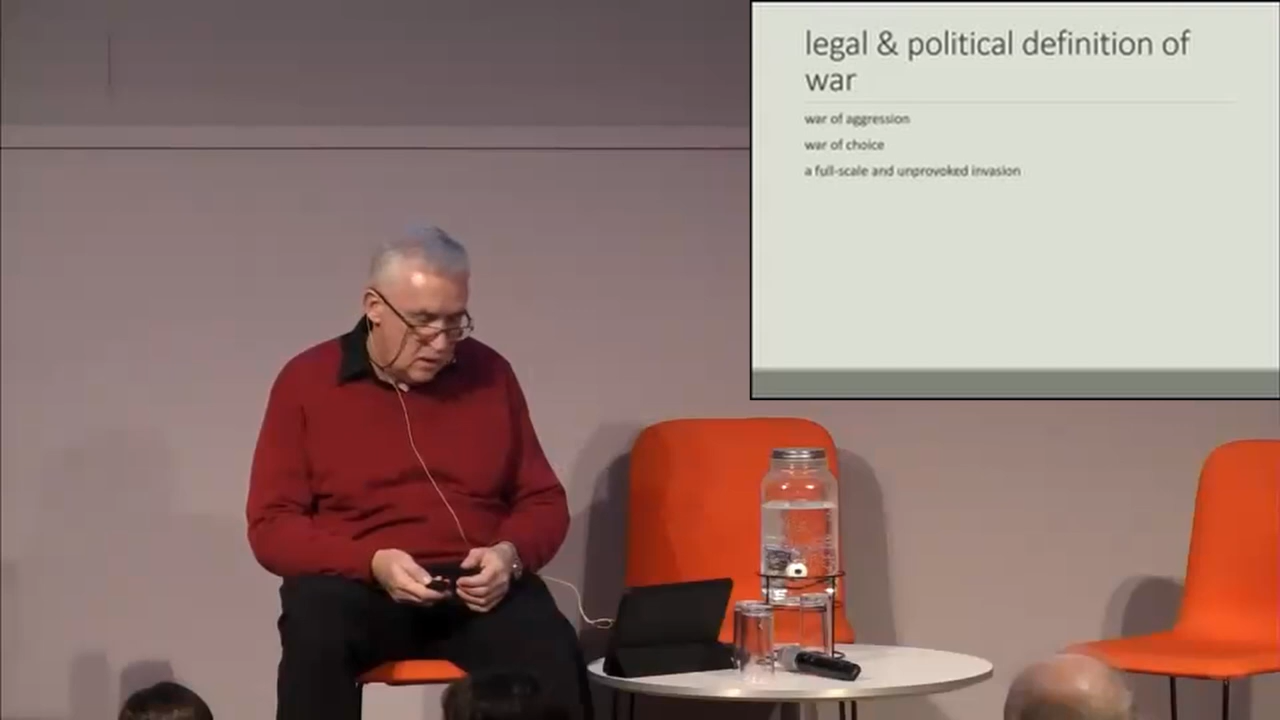 legal & political definition of
war
war of aggression
war of choice
a full-scale and unprovoked invasion